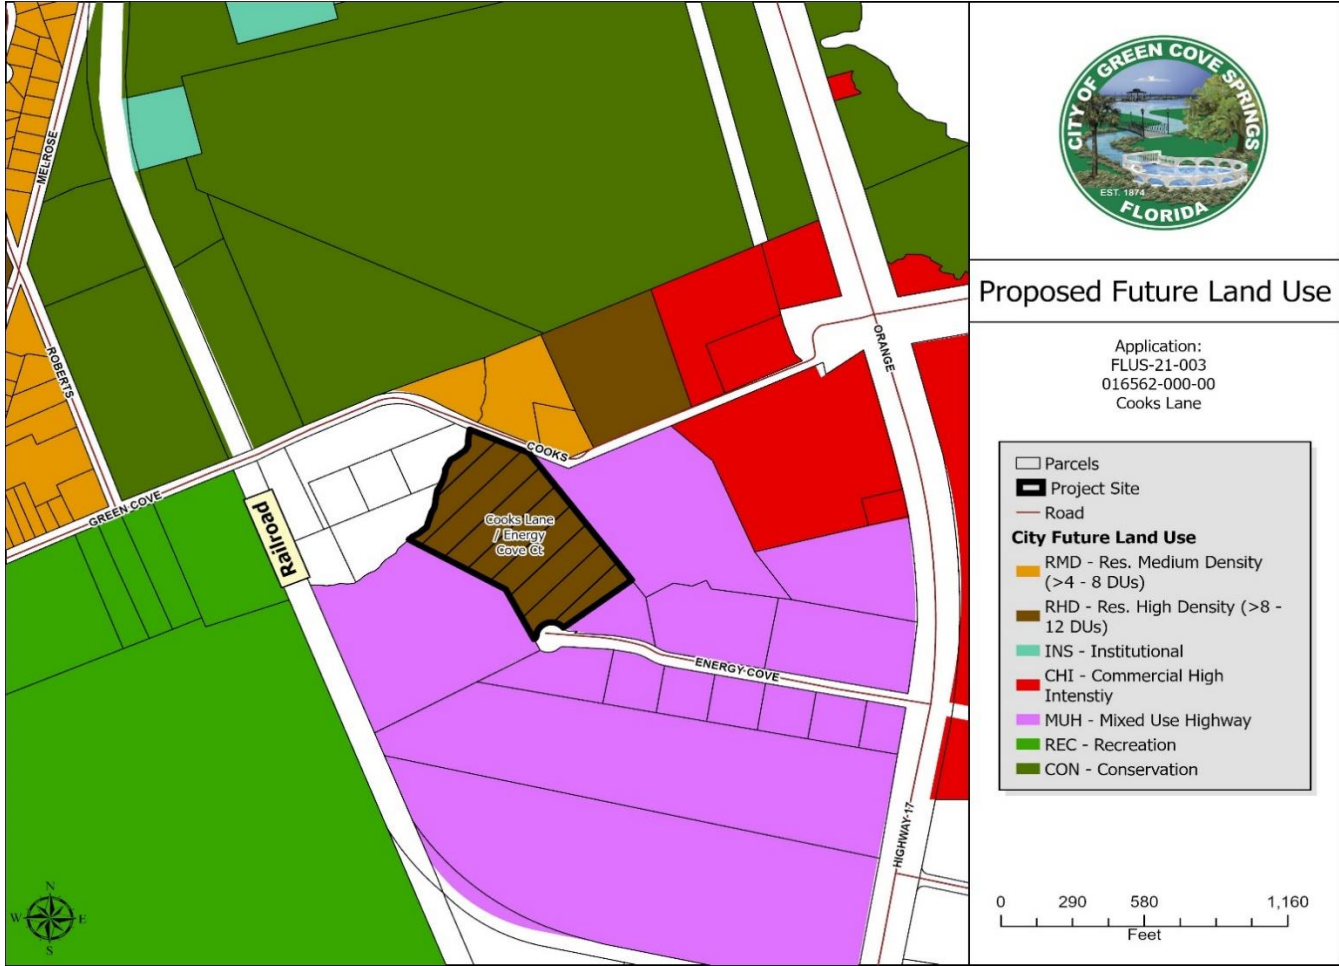 MELROSE
ROBERTS
GREEN COVE
COOKS
ORANGE
Railroad
Cooks Lane
/ Energy
Cove Ct
ENERGY COVE
HIGHWAY 17
N
W
E
S
CITY OF GREEN COVE SPRINGS
EST. 1874
FLORIDA
Proposed Future Land Use
Application:
FLUS-21-003
016562-000-00
Cooks Lane
Parcels
Project Site
Road
City Future Land Use
RMD - Res. Medium Density
(>4 - 8 DUs)
RHD - Res. High Density (>8 -
12 DUs)
INS - Institutional
CHI - Commercial High
Intenstiy
MUH - Mixed Use Highway
REC - Recreation
CON - Conservation
0 290 580 1,160
Feet